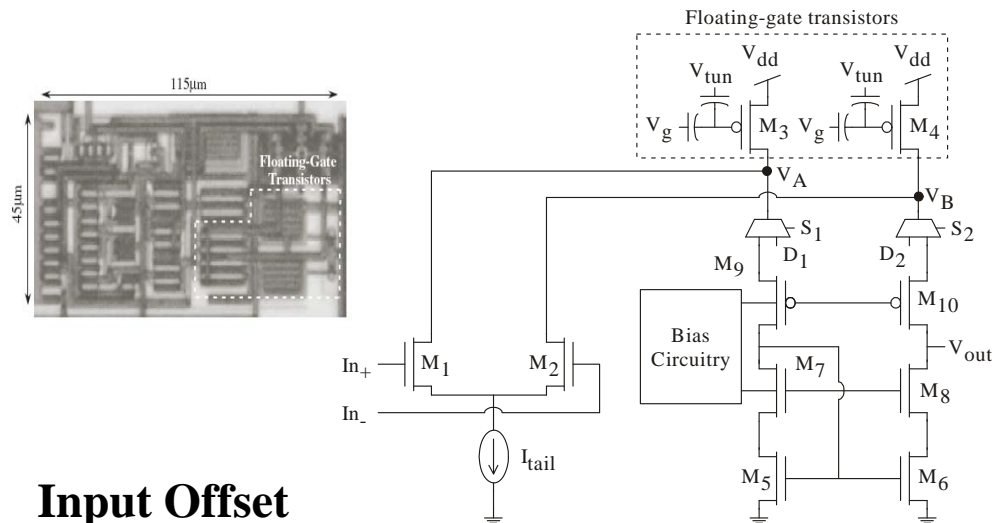 Floating-gate transistors
V_dd V_dd
V_tun V_tun
V_g M_3 V_g M_4
115μm
45μm
Floating-Gate
Transistors
V_A
V_B
S_1 S_2
D_1 D_2
M_9 M_10
Bias
Circuitry
V_out
In_+ M_1 M_2
M_7 M_8
In_-
I_tail
M_5 M_6
Input Offset